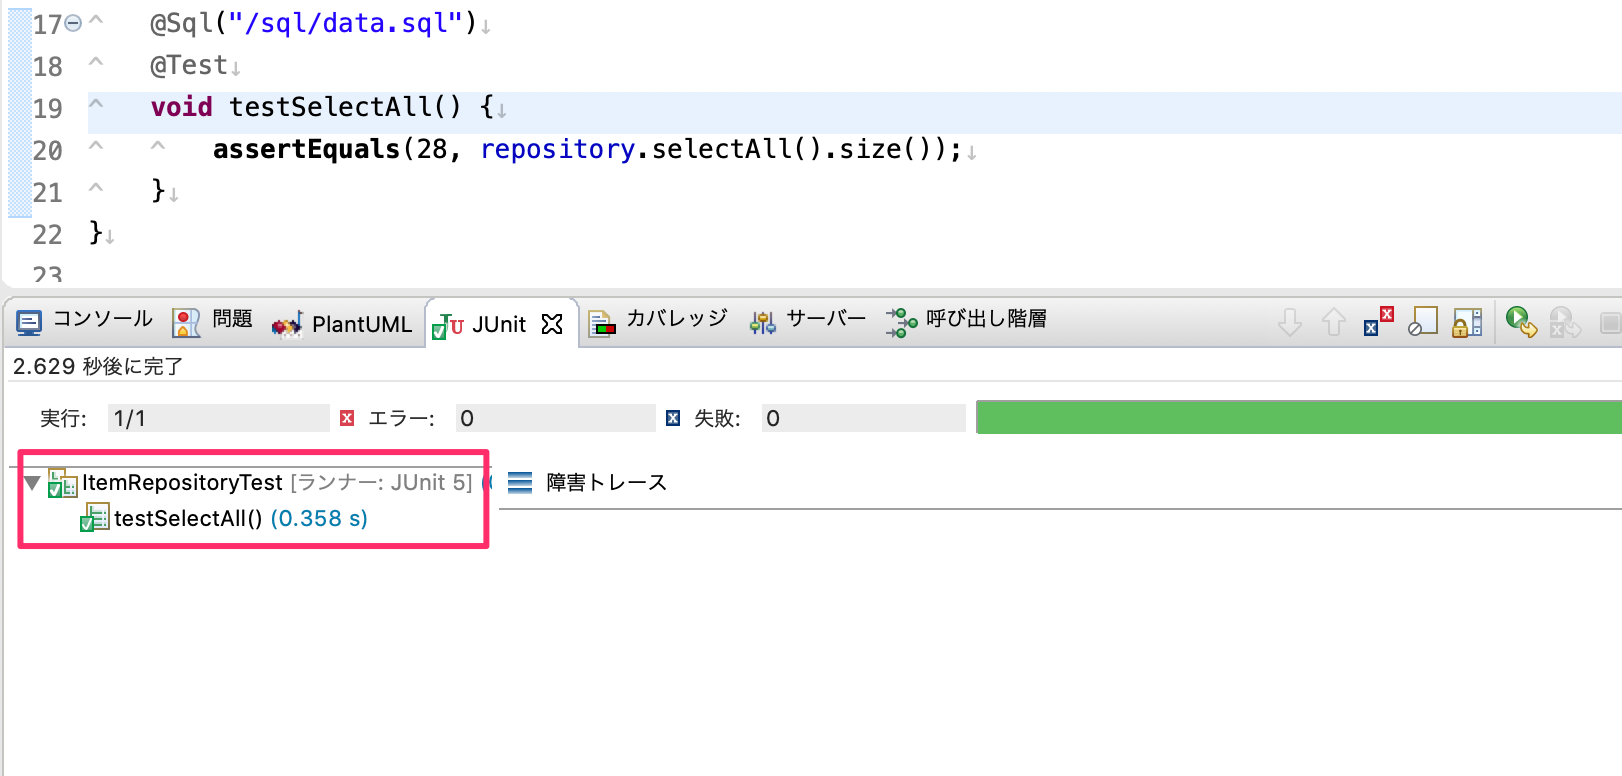 17 @Sql("/sql/data.sql")↓
18 @Test↓
19 void testSelectAll() {↓
20 assertEquals(28, repository.selectAll().size());↓
21 }↓
22 }↓
23
コンソール 問題 PlantUML JUnit カバレッジ サーバー 呼び出し階層
2.629 秒後に完了
実行: 1/1 エラー: 0 失敗: 0
ItemRepositoryTest [ランナー: JUnit 5] 障害トレース
testSelectAll() (0.358 s)